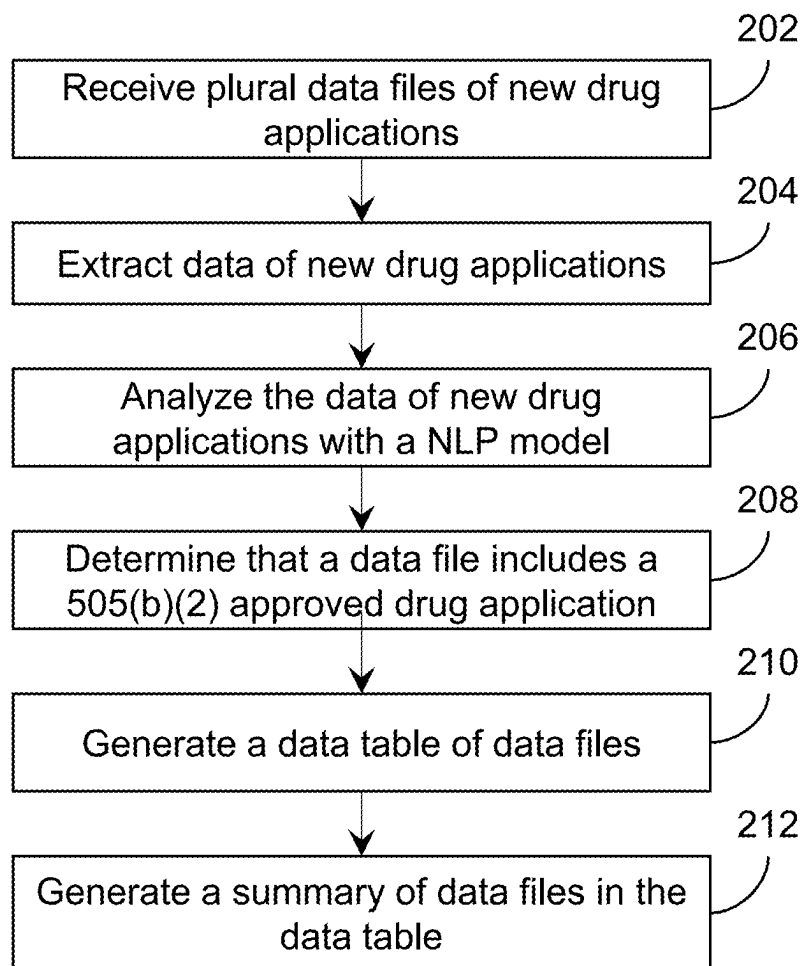 202
Receive plural data files of new drug
applications
204
Extract data of new drug applications
206
Analyze the data of new drug
applications with a NLP model
208
Determine that a data file includes a
505(b)(2) approved drug application
210
Generate a data table of data files
212
Generate a summary of data files in the
data table